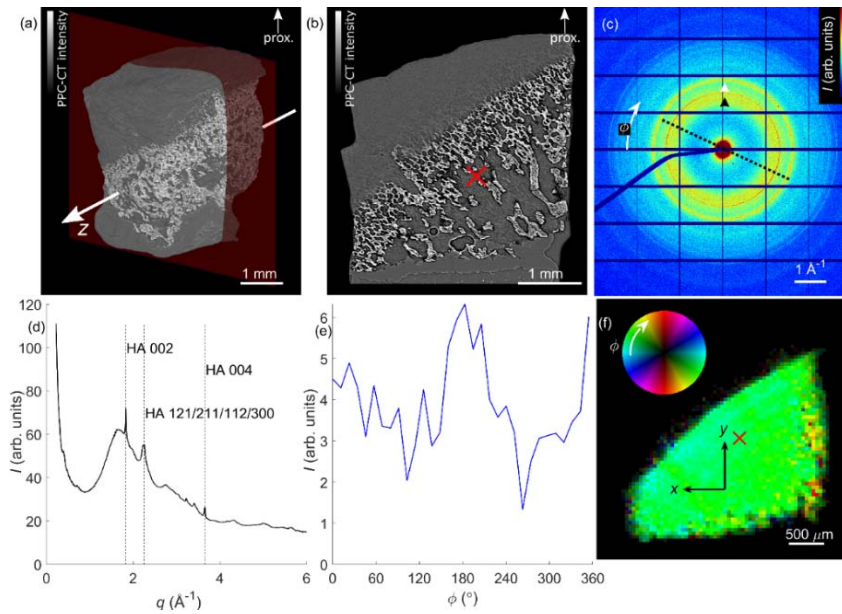 (a)
PPC-CT intensity
prox.
z
1 mm
(b)
PPC-CT intensity
prox.
1 mm
(c)
I (arb. units)
ϕ
1 Å⁻¹
(d)
120
100
80
60
40
20
0
I (arb. units)
HA 002
HA 004
HA 121/211/112/300
0 2 4 6
q (Å⁻¹)
(e)
6
5
4
3
2
1
0
I (arb. units)
0 60 120 180 240 300 360
ϕ (°)
(f)
ϕ
y
x
500 μm